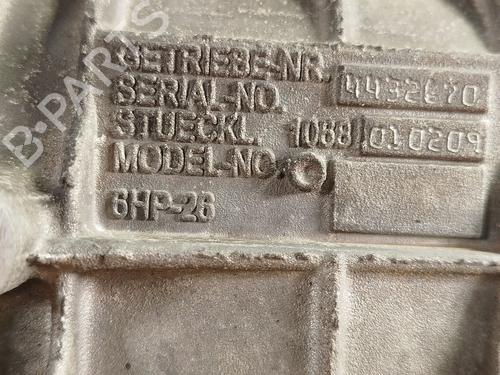 GETRIEBE-NR. 4432670
SERIAL-NO.
STUECKL. 1068 010209
MODEL-NO.
6HP-26
B-PARTS